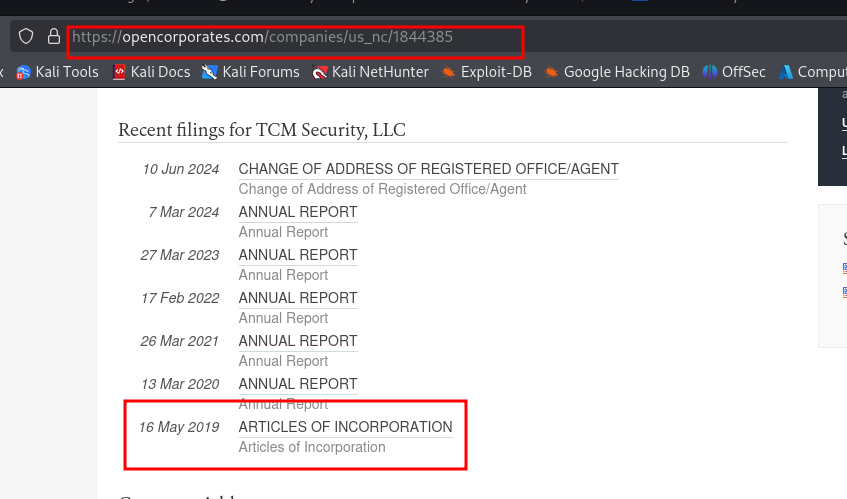 https://opencorporates.com/companies/us_nc/1844385
Kali Tools Kali Docs Kali Forums Kali NetHunter Exploit-DB Google Hacking DB OffSec
Recent filings for TCM Security, LLC
10 Jun 2024 CHANGE OF ADDRESS OF REGISTERED OFFICE/AGENT
Change of Address of Registered Office/Agent
7 Mar 2024 ANNUAL REPORT
Annual Report
27 Mar 2023 ANNUAL REPORT
Annual Report
17 Feb 2022 ANNUAL REPORT
Annual Report
26 Mar 2021 ANNUAL REPORT
Annual Report
13 Mar 2020 ANNUAL REPORT
Annual Report
16 May 2019 ARTICLES OF INCORPORATION
Articles of Incorporation